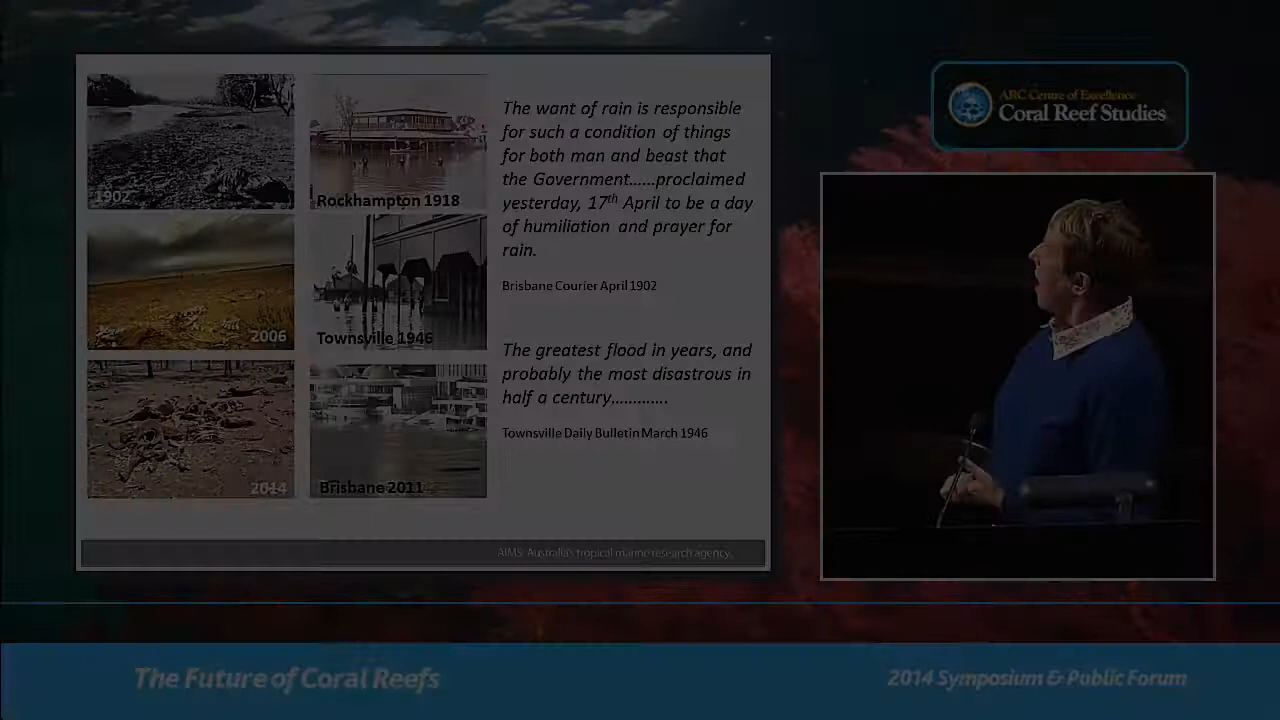 1902
Rockhampton 1918
2006
Townsville 1946
2014
Brisbane 2011
The want of rain is responsible
for such a condition of things
for both man and beast that
the Government......proclaimed
yesterday, 17th April to be a day
of humiliation and prayer for
rain.
Brisbane Courier April 1902
The greatest flood in years, and
probably the most disastrous in
half a century.............
Townsville Daily Bulletin March 1946
AIMS: Australia's tropical marine research agency.
ARC Centre of Excellence
Coral Reef Studies
The Future of Coral Reefs
2014 Symposium & Public Forum